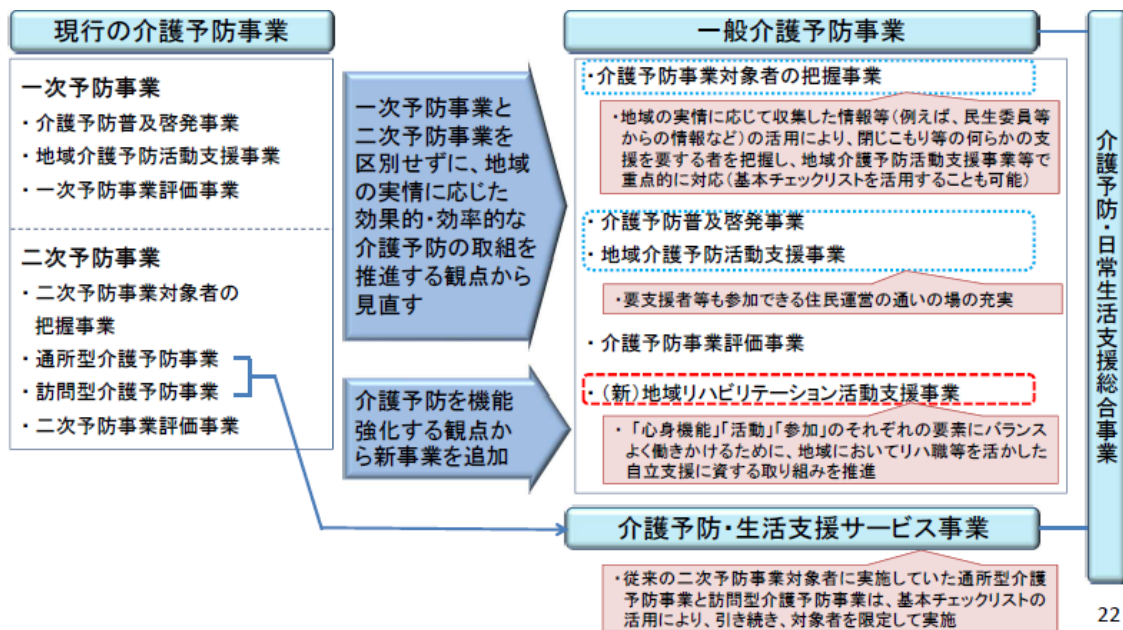 現行の介護予防事業
一次予防事業
・介護予防普及啓発事業
・地域介護予防活動支援事業
・一次予防事業評価事業
二次予防事業
・二次予防事業対象者の
把握事業
・通所型介護予防事業
・訪問型介護予防事業
・二次予防事業評価事業
一次予防事業と
二次予防事業を
区別せずに、地域
の実情に応じた
効果的・効率的な
介護予防の取組を
推進する観点から
見直す
介護予防を機能
強化する観点か
ら新事業を追加
一般介護予防事業
・介護予防事業対象者の把握事業
・地域の実情に応じて収集した情報等(例えば、民生委員等
からの情報など)の活用により、閉じこもり等の何らかの支
援を要する者を把握し、地域介護予防活動支援事業等で
重点的に対応(基本チェックリストを活用することも可能)
・介護予防普及啓発事業
・地域介護予防活動支援事業
・要支援者等も参加できる住民運営の通いの場の充実
・介護予防事業評価事業
・(新)地域リハビリテーション活動支援事業
・「心身機能」「活動」「参加」のそれぞれの要素にバランス
よく働きかけるために、地域においてリハ職等を活かした
自立支援に資する取り組みを推進
介護予防・生活支援サービス事業
・従来の二次予防事業対象者に実施していた通所型介護
予防事業と訪問型介護予防事業は、基本チェックリストの
活用により、引き続き、対象者を限定して実施
介護予防・日常生活支援総合事業
22